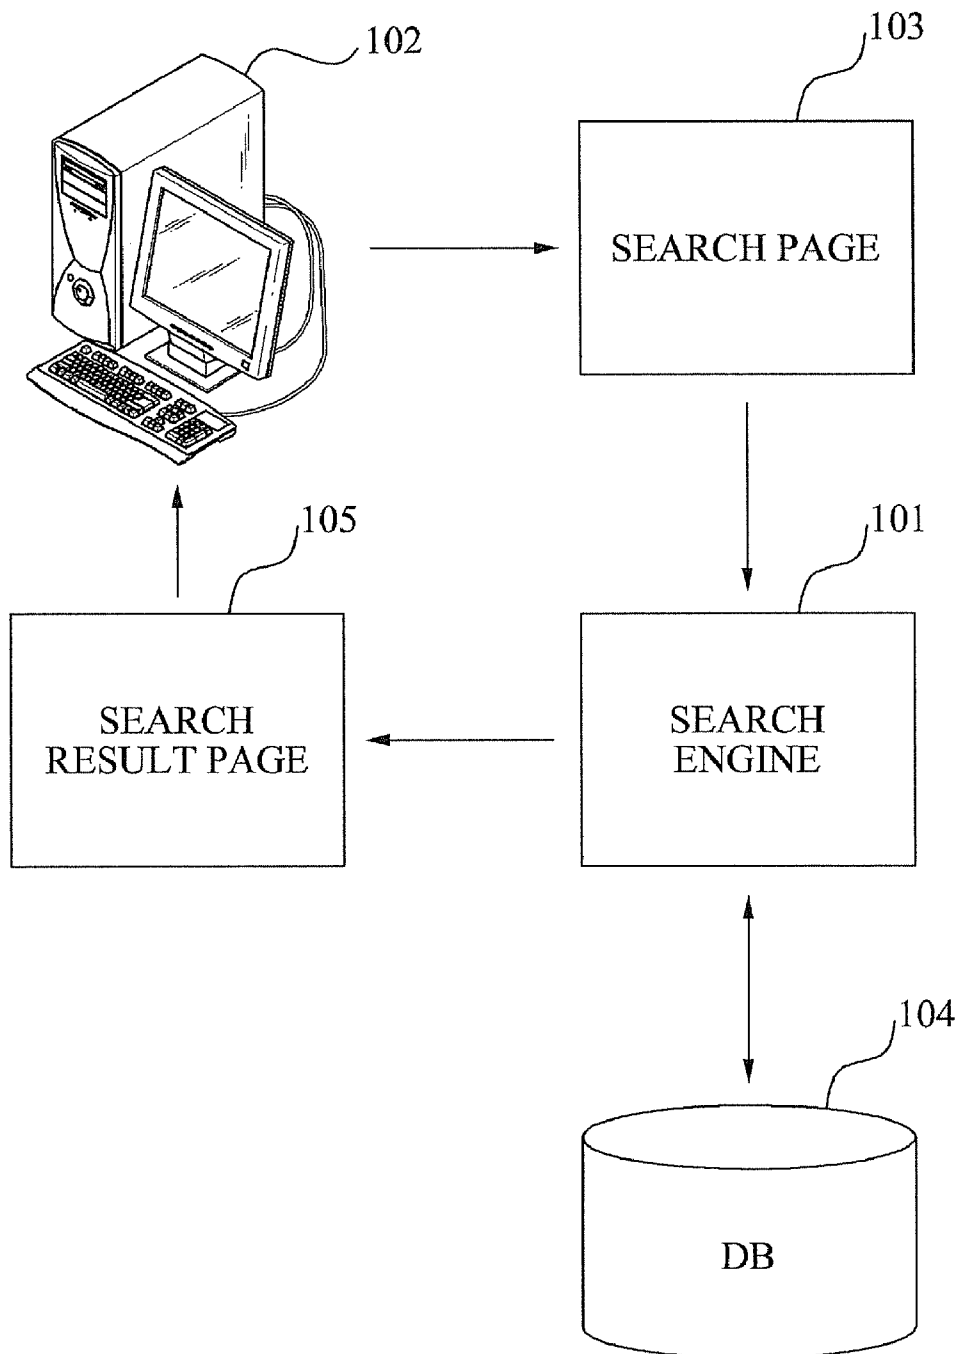 102
103
SEARCH PAGE
105
101
SEARCH
RESULT PAGE
SEARCH
ENGINE
104
DB